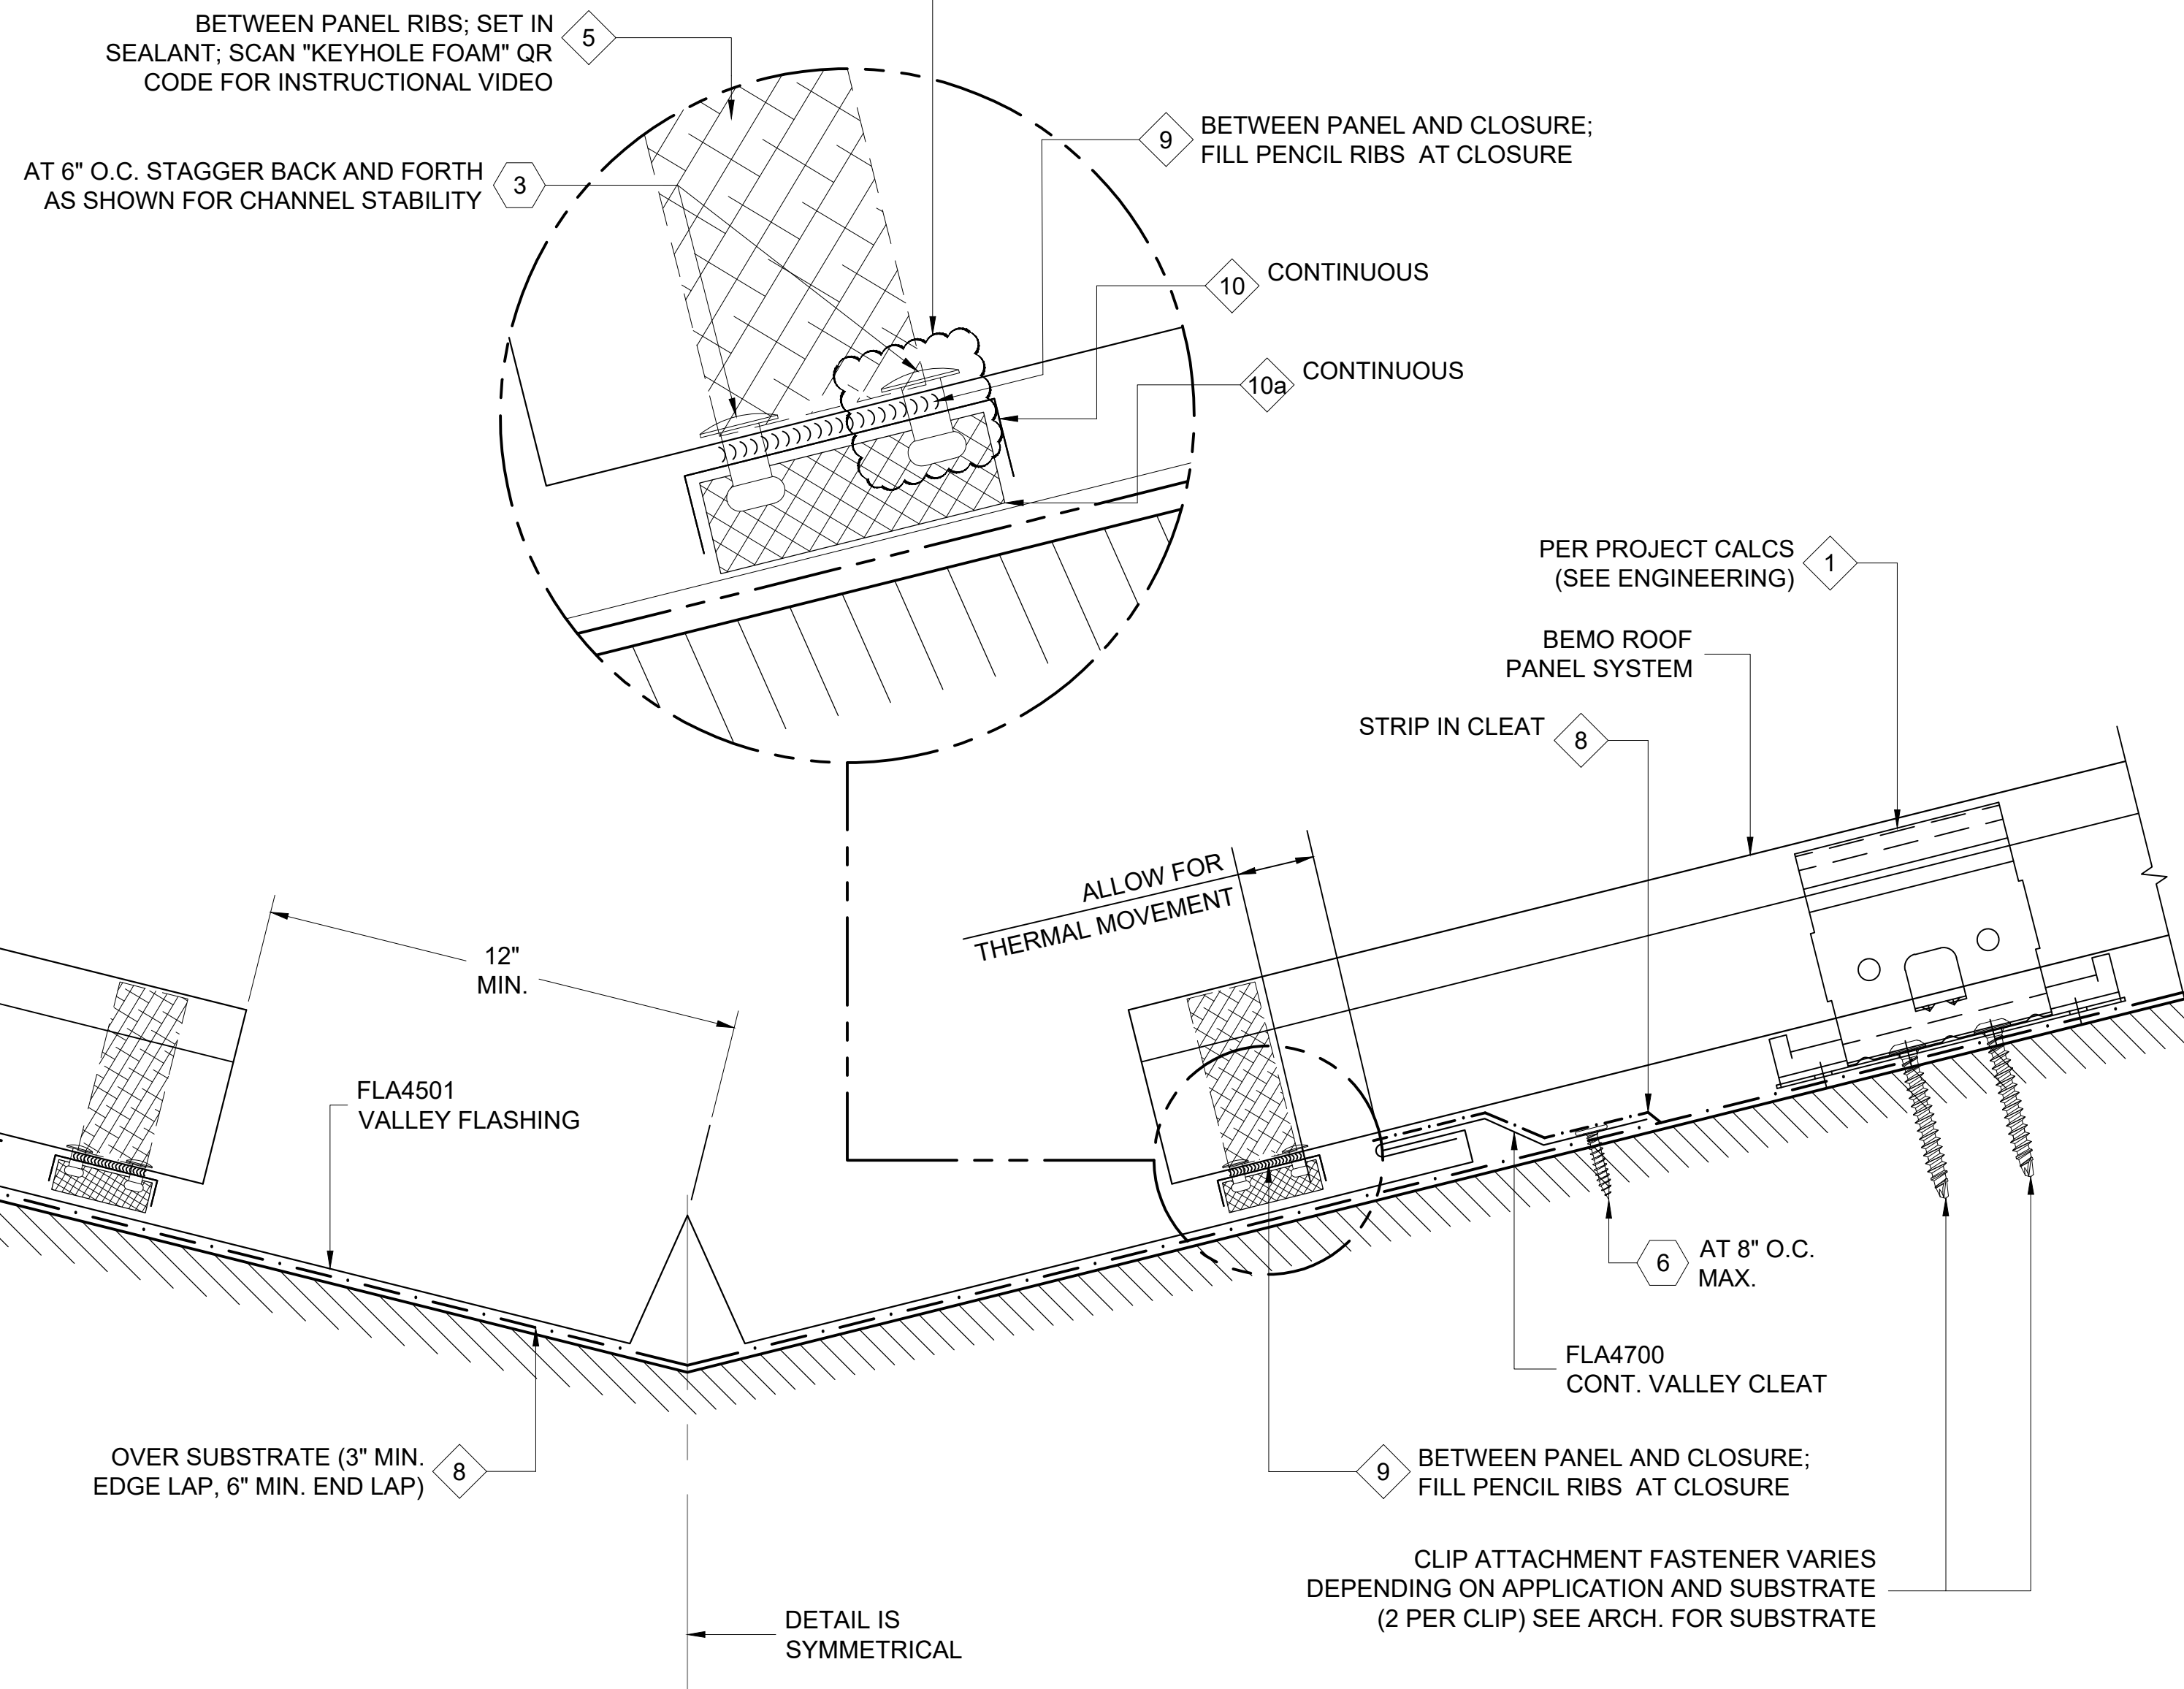 BETWEEN PANEL RIBS; SET IN
SEALANT; SCAN "KEYHOLE FOAM" QR
CODE FOR INSTRUCTIONAL VIDEO
5
AT 6" O.C. STAGGER BACK AND FORTH
AS SHOWN FOR CHANNEL STABILITY
3
9
BETWEEN PANEL AND CLOSURE;
FILL PENCIL RIBS AT CLOSURE
10
CONTINUOUS
10a
CONTINUOUS
PER PROJECT CALCS
(SEE ENGINEERING)
1
BEMO ROOF
PANEL SYSTEM
STRIP IN CLEAT
8
ALLOW FOR
THERMAL MOVEMENT
12"
MIN.
FLA4501
VALLEY FLASHING
6
AT 8" O.C.
MAX.
FLA4700
CONT. VALLEY CLEAT
OVER SUBSTRATE (3" MIN.
EDGE LAP, 6" MIN. END LAP)
8
9
BETWEEN PANEL AND CLOSURE;
FILL PENCIL RIBS AT CLOSURE
CLIP ATTACHMENT FASTENER VARIES
DEPENDING ON APPLICATION AND SUBSTRATE
(2 PER CLIP) SEE ARCH. FOR SUBSTRATE
DETAIL IS
SYMMETRICAL